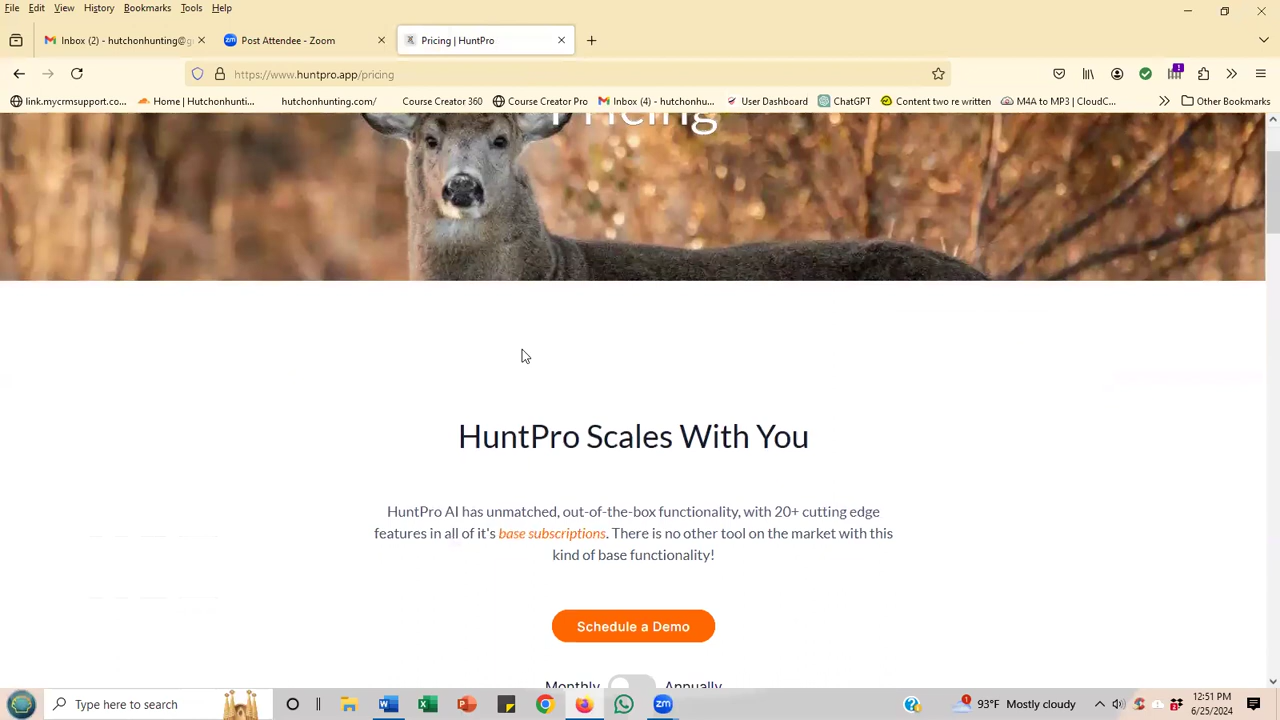 File Edit View History Bookmarks Tools Help
Inbox (2) - hutchonhunting@g
Post Attendee - Zoom
Pricing | HuntPro
https://www.huntpro.app/pricing
link.mycrmsupport.co...
Home | Hutchonhunti...
hutchonhunting.com/
Course Creator 360
Course Creator Pro
Inbox (4) - hutchonhu...
User Dashboard
ChatGPT
Content two re written
M4A to MP3 | CloudC...
Other Bookmarks
Pricing
HuntPro Scales With You
HuntPro AI has unmatched, out-of-the-box functionality, with 20+ cutting edge
features in all of it's base subscriptions. There is no other tool on the market with this
kind of base functionality!
Schedule a Demo
Monthly Annually
Type here to search
93°F Mostly cloudy
12:51 PM
6/25/2024